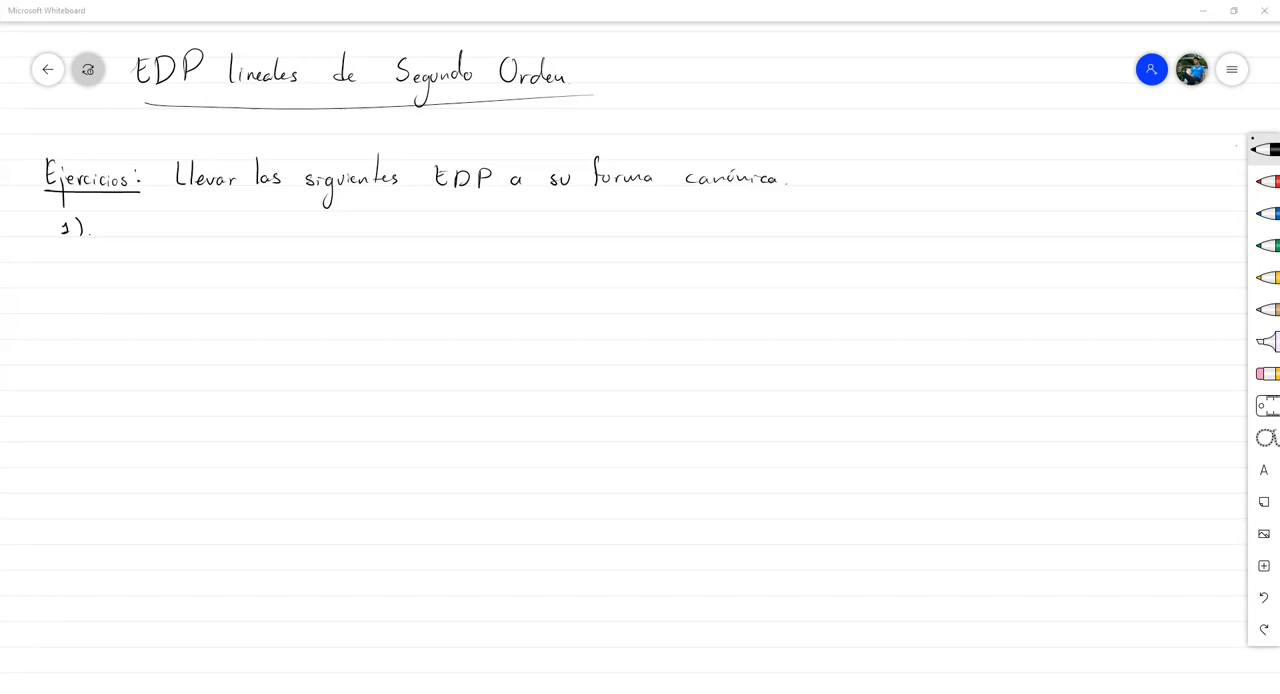 Microsoft Whiteboard
EDP lineales de Segundo Orden.
Ejercicios: Llevar las siguientes EDP a su forma canónica.
1).
A